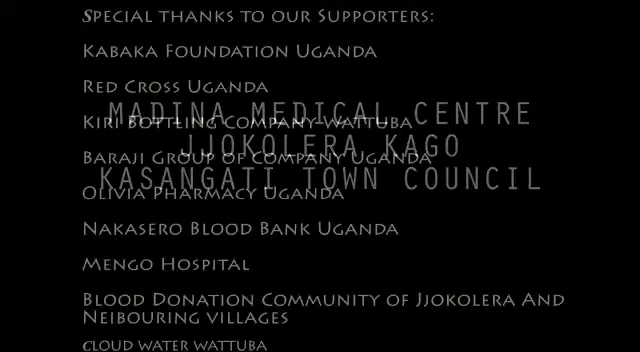 Special thanks to our Supporters:
Kabaka Foundation Uganda
Red Cross Uganda
MADINA MEDICAL CENTRE
Kiri Bottling Company-Wattuba
JJOKOLERA KAGO
Baraji Group of Company Uganda
KASANGATI TOWN COUNCIL
Olivia Pharmacy Uganda
Nakasero Blood Bank Uganda
Mengo Hospital
Blood Donation Community of Jjokolera And
Neibouring villages
cloud water wattuba